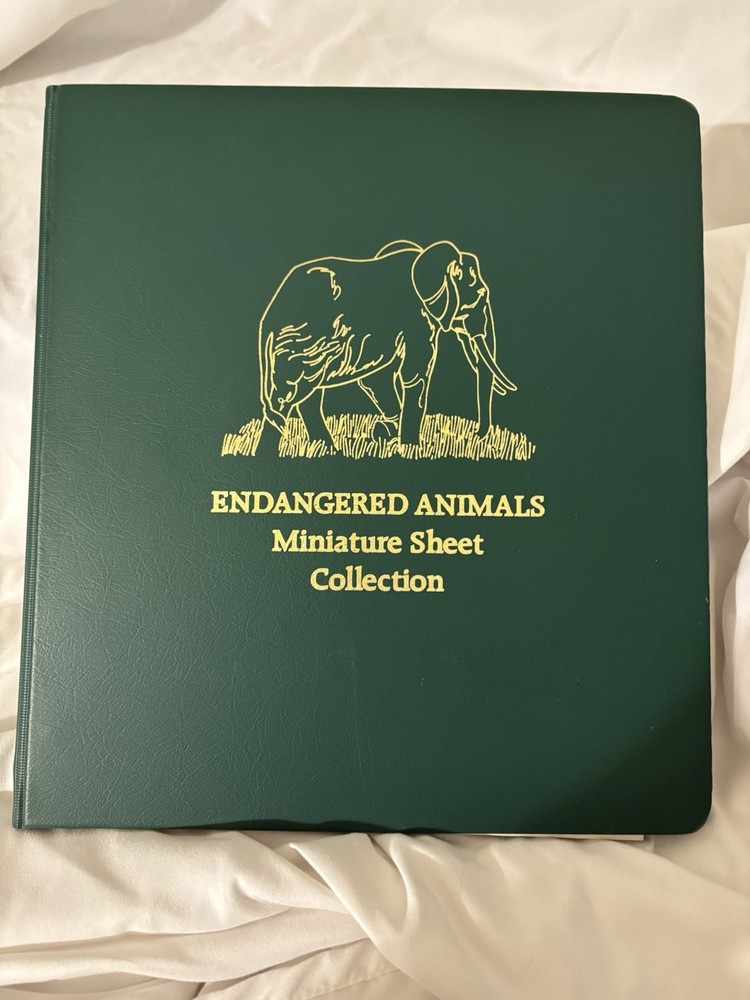 ENDANGERED ANIMALS
Miniature Sheet
Collection